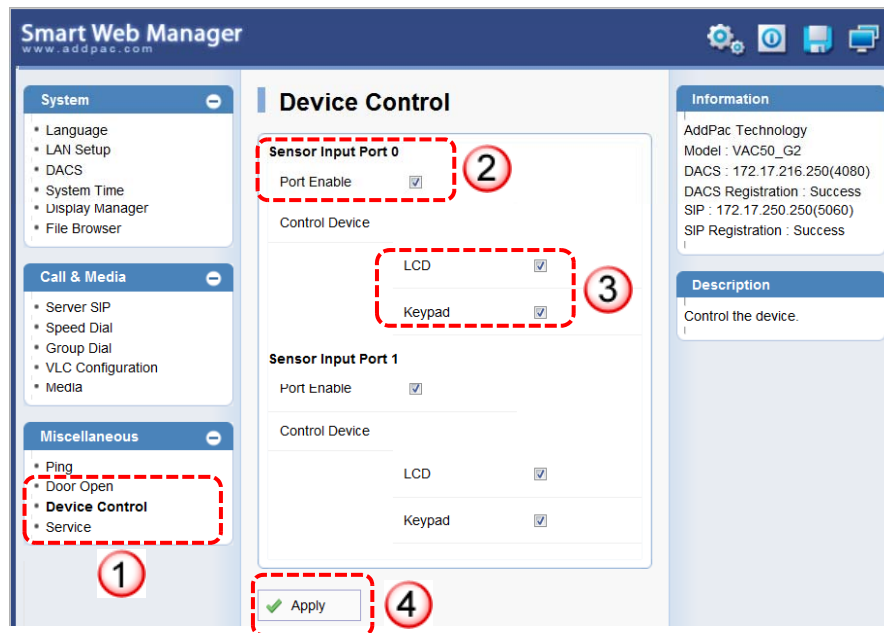 Smart Web Manager
www.addpac.com
System
Language
LAN Setup
DACS
System Time
Display Manager
File Browser
Call & Media
Server SIP
Speed Dial
Group Dial
VLC Configuration
Media
Miscellaneous
Ping
Door Open
Device Control
Service
1
Device Control
Sensor Input Port 0
2
Port Enable
Control Device
LCD
3
Keypad
Sensor Input Port 1
Port Enable
Control Device
LCD
Keypad
Apply
4
Information
AddPac Technology
Model : VAC50_G2
DACS : 172.17.216.250(4080)
DACS Registration : Success
SIP : 172.17.250.250(5060)
SIP Registration : Success
Description
Control the device.